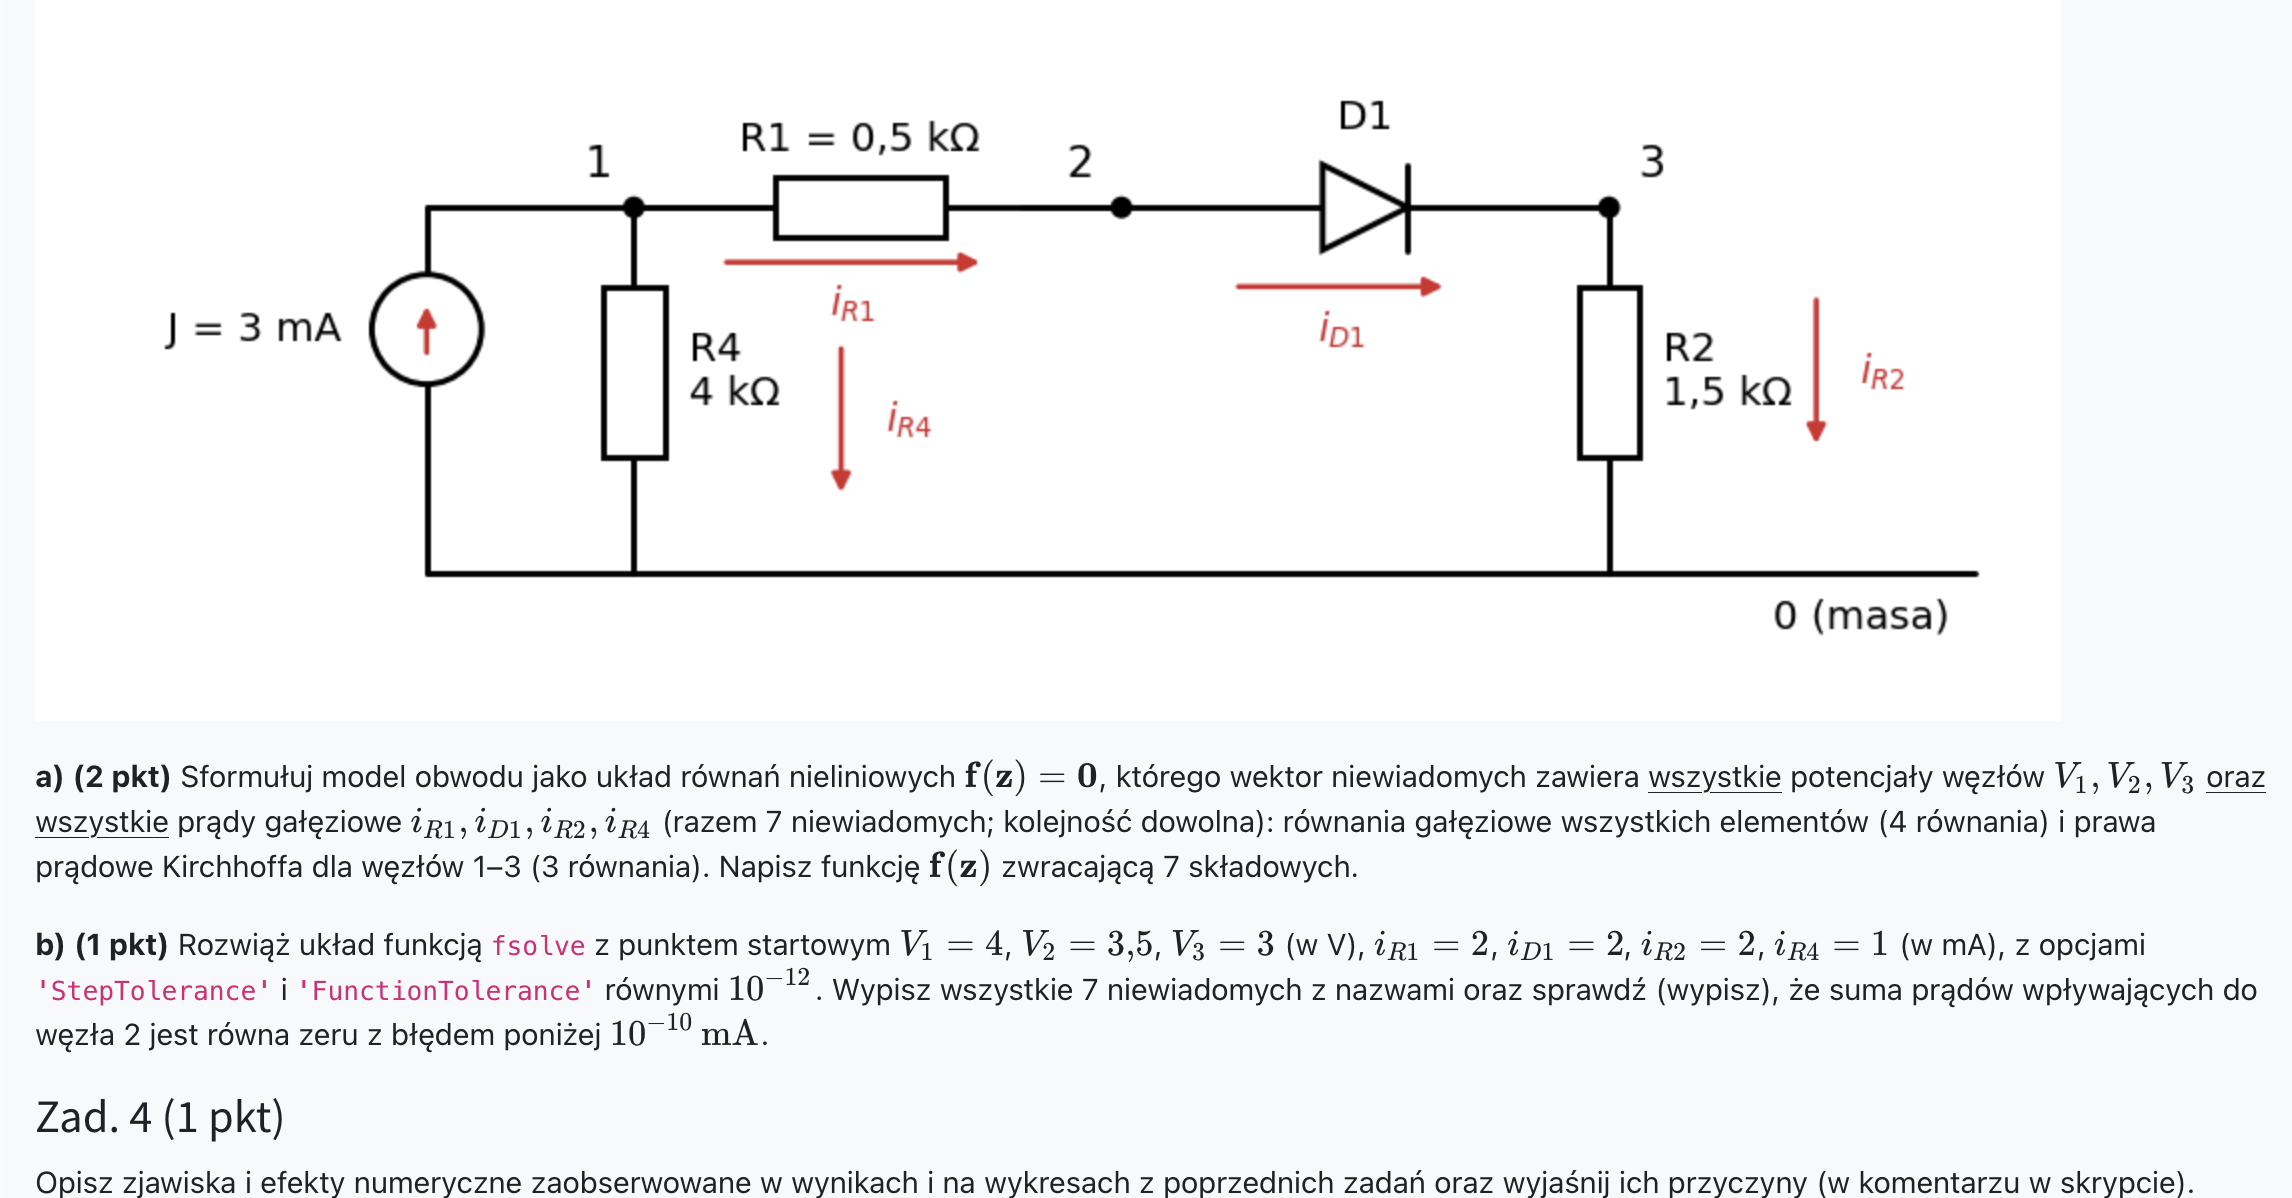 D1
R1 = 0,5 kΩ
1
2
3
iR1
iD1
J = 3 mA
R4
4 kΩ
iR4
R2
1,5 kΩ
iR2
0 (masa)
a) (2 pkt) Sformułuj model obwodu jako układ równań nieliniowych f(z) = 0, którego wektor niewiadomych zawiera wszystkie potencjały węzłów V1, V2, V3 oraz
wszystkie prądy gałęziowe iR1, iD1, iR2, iR4 (razem 7 niewiadomych; kolejność dowolna): równania gałęziowe wszystkich elementów (4 równania) i prawa
prądowe Kirchhoffa dla węzłów 1–3 (3 równania). Napisz funkcję f(z) zwracającą 7 składowych.
b) (1 pkt) Rozwiąż układ funkcją fsolve z punktem startowym V1 = 4, V2 = 3,5, V3 = 3 (w V), iR1 = 2, iD1 = 2, iR2 = 2, iR4 = 1 (w mA), z opcjami
'StepTolerance' i 'FunctionTolerance' równymi 10^−12. Wypisz wszystkie 7 niewiadomych z nazwami oraz sprawdź (wypisz), że suma prądów wpływających do
węzła 2 jest równa zeru z błędem poniżej 10^−10 mA.
Zad. 4 (1 pkt)
Opisz zjawiska i efekty numeryczne zaobserwowane w wynikach i na wykresach z poprzednich zadań oraz wyjaśnij ich przyczyny (w komentarzu w skrypcie).